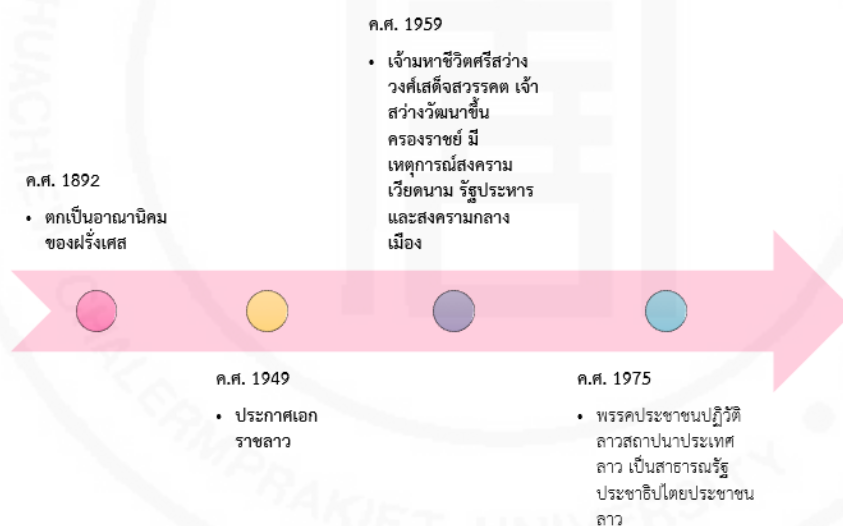 ค.ศ. 1892
• ตกเป็นอาณานิคม
ของฝรั่งเศส
ค.ศ. 1949
• ประกาศเอก
ราชลาว
ค.ศ. 1959
• เจ้ามหาชีวิตศรีสว่าง
วงศ์เสด็จสวรรคต เจ้า
สว่างวัฒนาขึ้น
ครองราชย์ มี
เหตุการณ์สงคราม
เวียดนาม รัฐประหาร
และสงครามกลาง
เมือง
ค.ศ. 1975
• พรรคประชาชนปฏิวัติ
ลาวสถาปนาประเทศ
ลาว เป็นสาธารณรัฐ
ประชาธิปไตยประชาชน
ลาว
HUACHIEW CHALERMPRAKIET UNIVERSITY